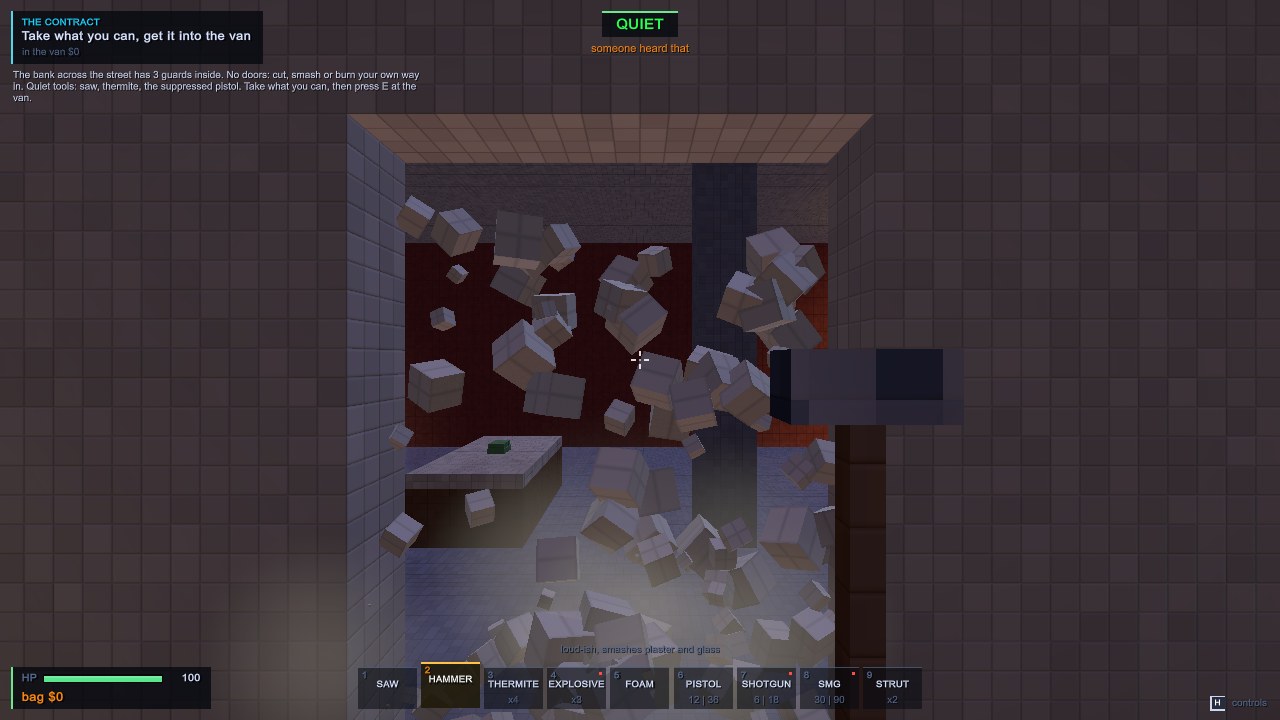 THE CONTRACT
Take what you can, get it into the van
in the van $0
The bank across the street has 3 guards inside. No doors: cut, smash or burn your own way
in. Quiet tools: saw, thermite, the suppressed pistol. Take what you can, then press E at the
van.
QUIET
someone heard that
loud-ish, smashes plaster and glass
HP 100
bag $0
1 SAW
2 HAMMER
3 THERMITE x4
4 EXPLOSIVE x3
5 FOAM
6 PISTOL 12 | 36
7 SHOTGUN 6 | 18
8 SMG 30 | 90
9 STRUT x2
H controls